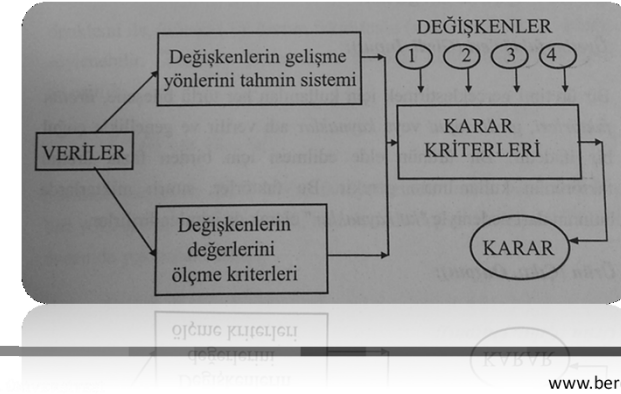 DEĞİŞKENLER
1 2 3 4
Değişkenlerin gelişme
yönlerini tahmin sistemi
KARAR
KRİTERLERİ
VERİLER
Değişkenlerin
değerlerini
ölçme kriterleri
KARAR
www.ber